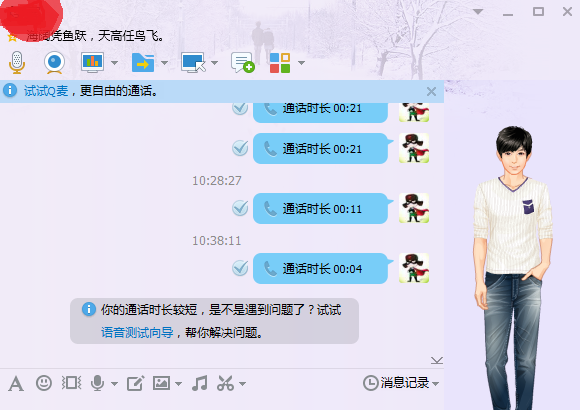 海阔凭鱼跃，天高任鸟飞。
试试Q麦，更自由的通话。
通话时长 00:21
通话时长 00:21
10:28:27
通话时长 00:11
10:38:11
通话时长 00:04
你的通话时长较短，是不是遇到问题了？试试
语音测试向导，帮你解决问题。
A
消息记录